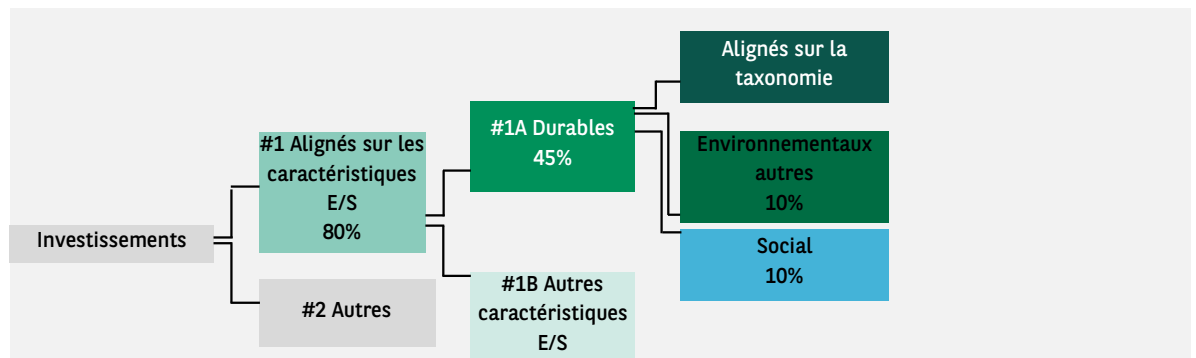 Investissements
#1 Alignés sur les
caractéristiques
E/S
80%
#2 Autres
#1A Durables
45%
#1B Autres
caractéristiques
E/S
Alignés sur la
taxonomie
Environnementaux
autres
10%
Social
10%